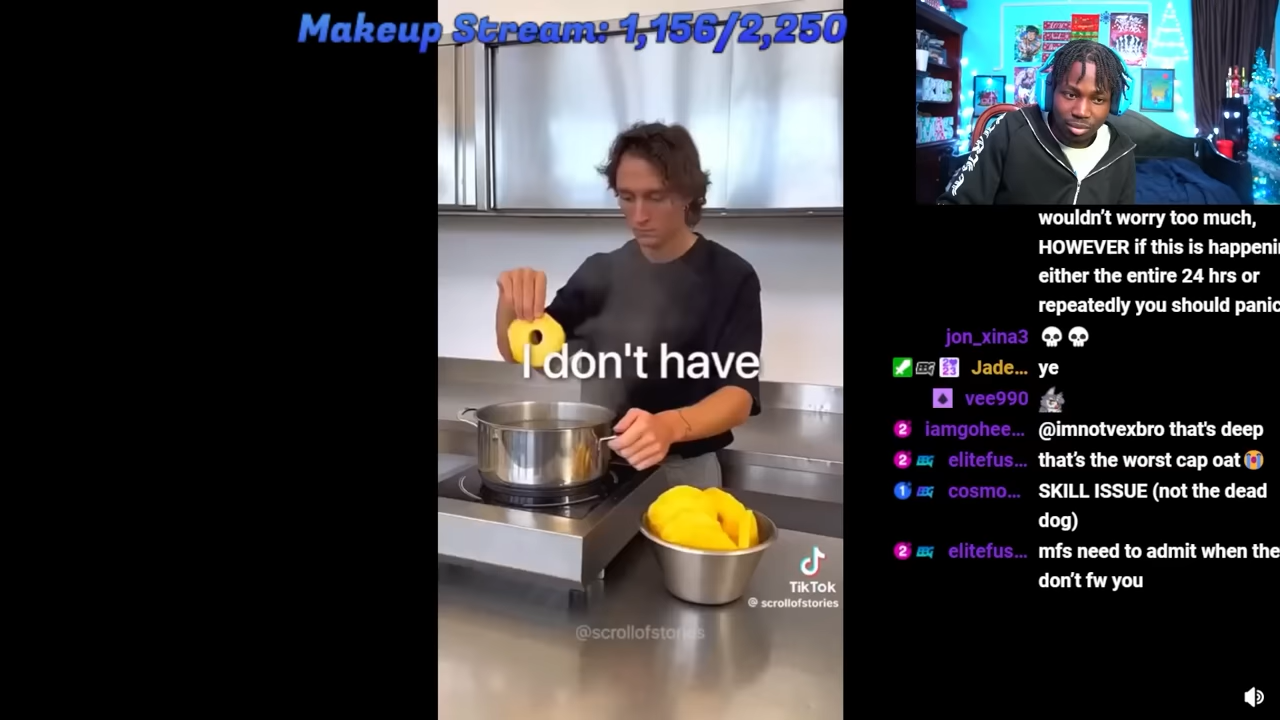 Makeup Stream: 1,156/2,250
I don't have
TikTok
@ scrollofstories
@scrollofstories
wouldn't worry too much,
HOWEVER if this is happeni
either the entire 24 hrs or
repeatedly you should panic
jon_xina3
Jade… ye
vee990
iamgohee… @imnotvexbro that's deep
elitefus… that's the worst cap oat😭
cosmo… SKILL ISSUE (not the dead
dog)
elitefus… mfs need to admit when the
don't fw you